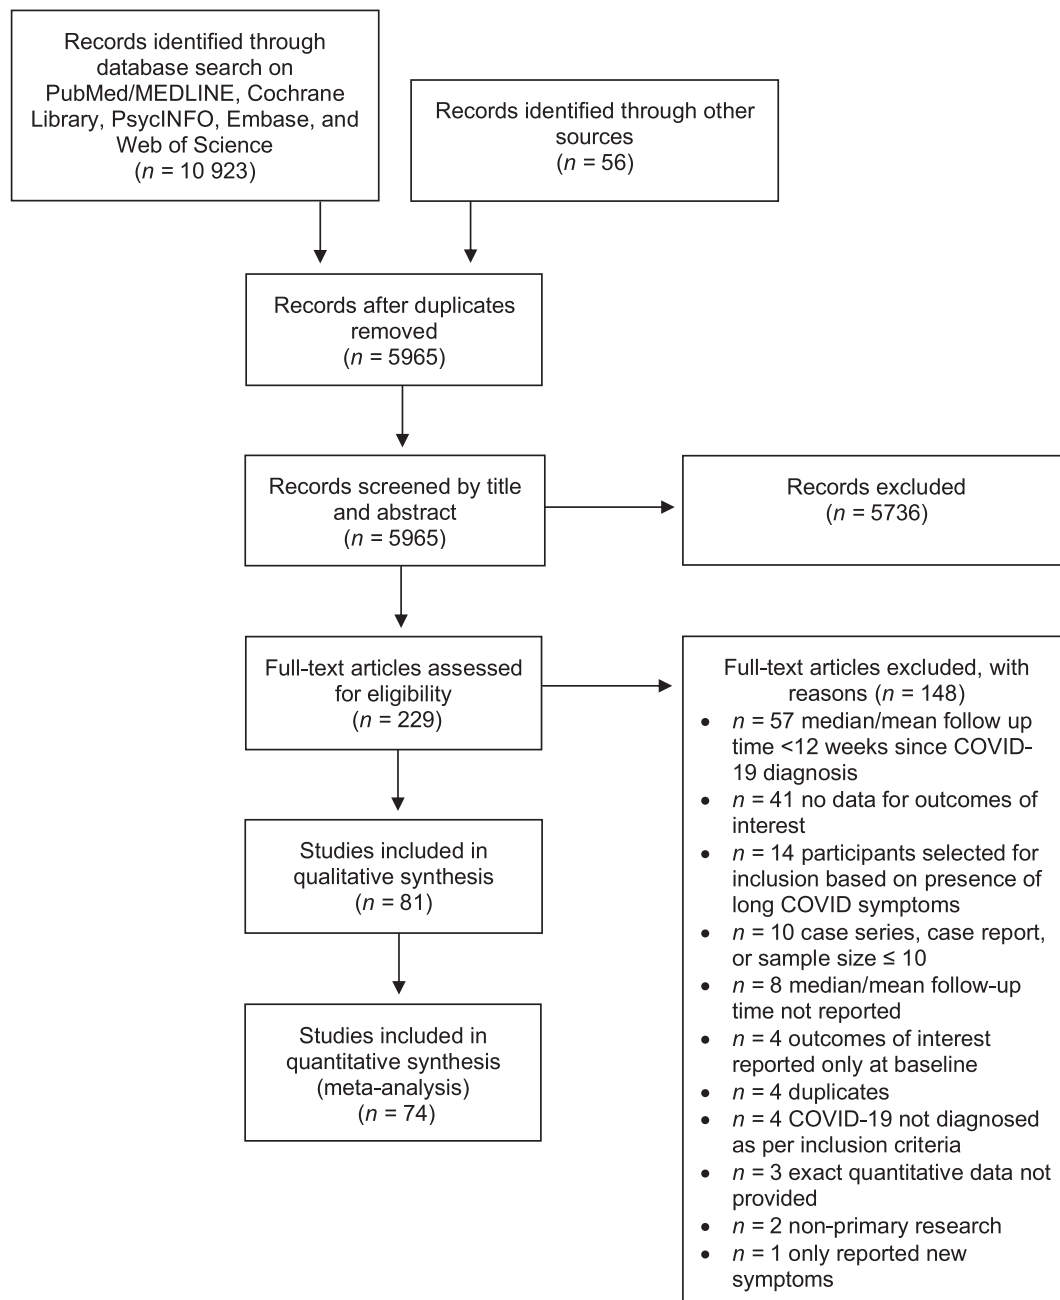 Records identified through
database search on
PubMed/MEDLINE, Cochrane
Library, PsycINFO, Embase, and
Web of Science
(n = 10 923)
Records identified through other
sources
(n = 56)
Records after duplicates
removed
(n = 5965)
Records screened by title
and abstract
(n = 5965)
Records excluded
(n = 5736)
Full-text articles assessed
for eligibility
(n = 229)
Full-text articles excluded, with
reasons (n = 148)
• n = 57 median/mean follow up
time <12 weeks since COVID-
19 diagnosis
• n = 41 no data for outcomes of
interest
• n = 14 participants selected for
inclusion based on presence of
long COVID symptoms
• n = 10 case series, case report,
or sample size ≤ 10
• n = 8 median/mean follow-up
time not reported
• n = 4 outcomes of interest
reported only at baseline
• n = 4 duplicates
• n = 4 COVID-19 not diagnosed
as per inclusion criteria
• n = 3 exact quantitative data not
provided
• n = 2 non-primary research
• n = 1 only reported new
symptoms
Studies included in
qualitative synthesis
(n = 81)
Studies included in
quantitative synthesis
(meta-analysis)
(n = 74)